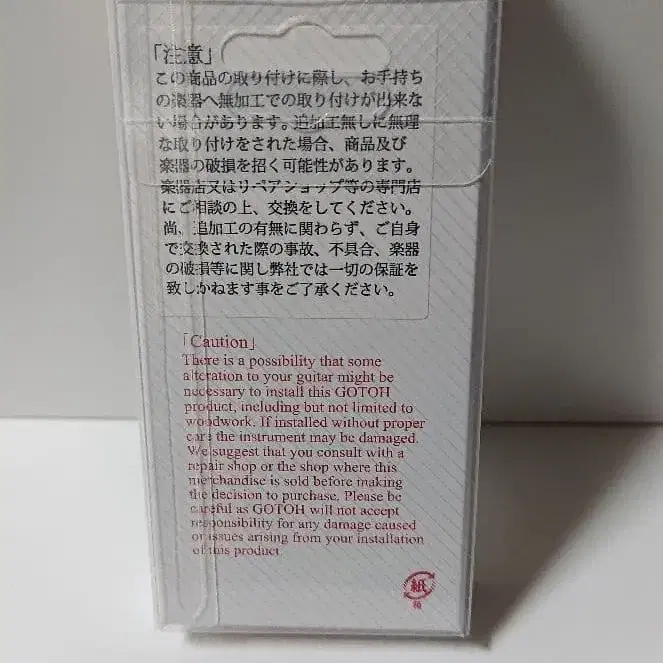 「注意」
この商品の取り付けに際し、お手持ち
の楽器へ無加工での取り付けが出来な
い場合があります。追加工無しに無理
な取り付けをされた場合、商品及び
楽器の破損を招く可能性があります。
楽器店又はリペアショップ等の専門店
にご相談の上、交換をしてください。
尚、追加工の有無に関わらず、ご自身
で交換された際の事故、不具合、楽器
の破損等に関し弊社では一切の保証を
致しかねます事をご了承ください。
「Caution」
There is a possibility that some
alteration to your guitar might be
necessary to install this GOTOH
product, including but not limited to
woodwork. If installed without proper
care the instrument may be damaged.
We suggest that you consult with a
repair shop or the shop where this
merchandise is sold before making
the decision to purchase. Please be
careful as GOTOH will not accept
responsibility for any damage caused
or issues arising from your installation
of this product.
紙
箱